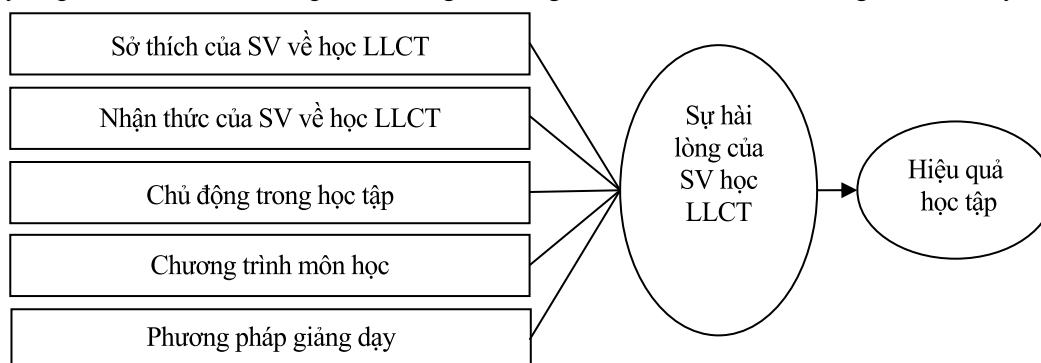 Sở thích của SV về học LLCT
Nhận thức của SV về học LLCT
Chủ động trong học tập
Chương trình môn học
Phương pháp giảng dạy
Sự hài
lòng của
SV học
LLCT
Hiệu quả
học tập